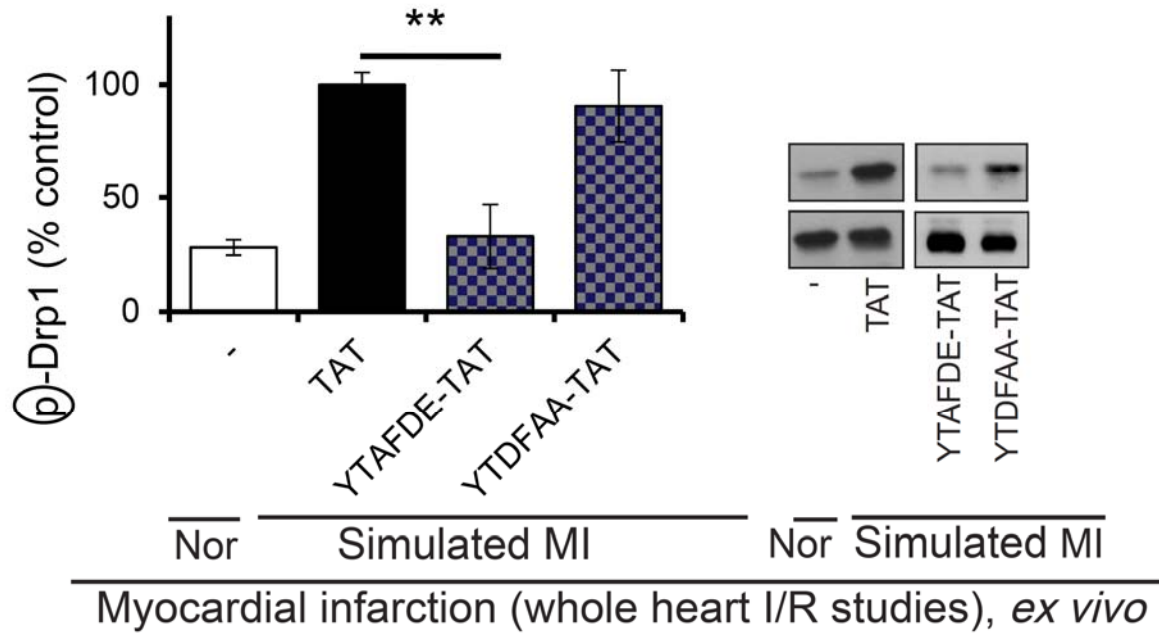 **
100
50
0
(p)-Drp1 (% control)
-
TAT
YTAFDE-TAT
YTDFAA-TAT
-
TAT
YTAFDE-TAT
YTDFAA-TAT
Nor
Simulated MI
Nor
Simulated MI
Myocardial infarction (whole heart I/R studies), ex vivo